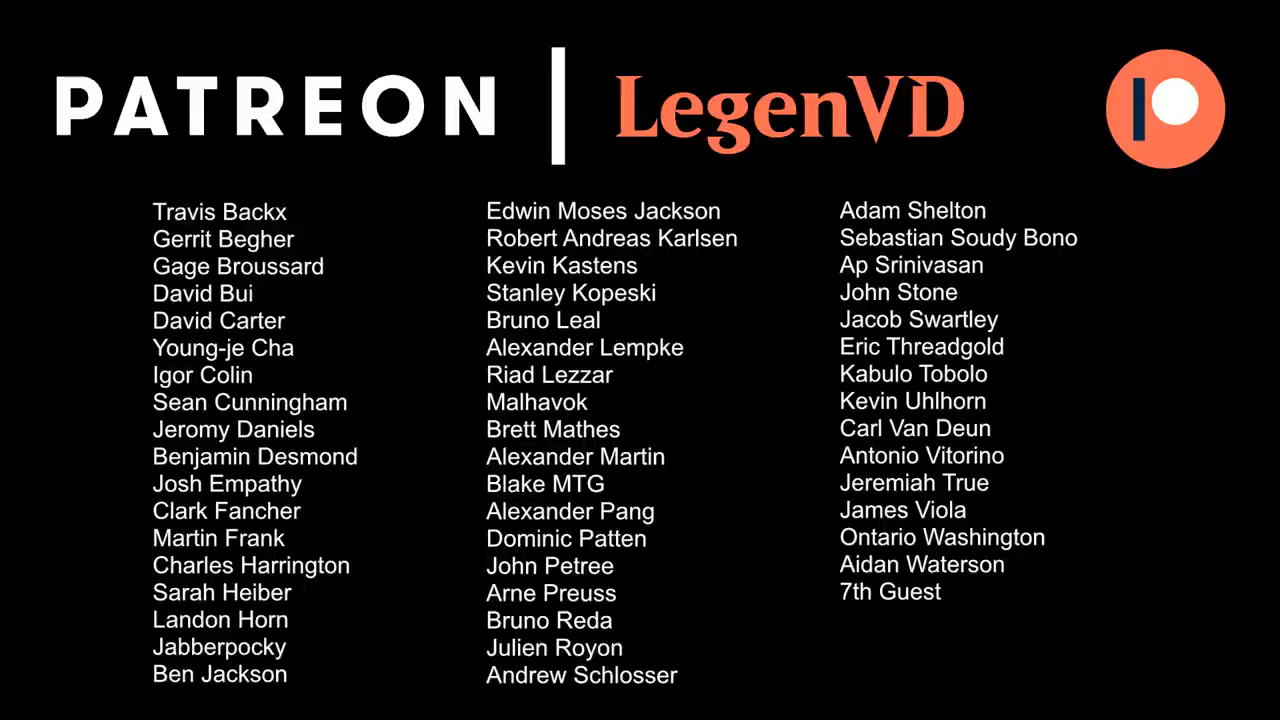 PATREON | LegenVD
Travis Backx
Gerrit Begher
Gage Broussard
David Bui
David Carter
Young-je Cha
Igor Colin
Sean Cunningham
Jeromy Daniels
Benjamin Desmond
Josh Empathy
Clark Fancher
Martin Frank
Charles Harrington
Sarah Heiber
Landon Horn
Jabberpocky
Ben Jackson
Edwin Moses Jackson
Robert Andreas Karlsen
Kevin Kastens
Stanley Kopeski
Bruno Leal
Alexander Lempke
Riad Lezzar
Malhavok
Brett Mathes
Alexander Martin
Blake MTG
Alexander Pang
Dominic Patten
John Petree
Arne Preuss
Bruno Reda
Julien Royon
Andrew Schlosser
Adam Shelton
Sebastian Soudy Bono
Ap Srinivasan
John Stone
Jacob Swartley
Eric Threadgold
Kabulo Tobolo
Kevin Uhlhorn
Carl Van Deun
Antonio Vitorino
Jeremiah True
James Viola
Ontario Washington
Aidan Waterson
7th Guest